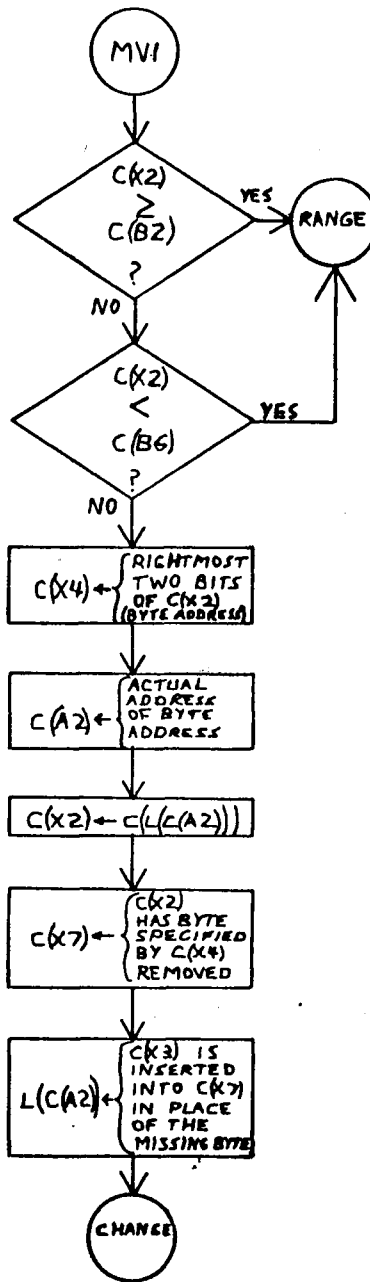 MVI
C(X2)
≥
C(B2)
?
YES
RANGE
NO
C(X2)
<
C(B6)
?
YES
NO
C(X4) ← { RIGHTMOST
TWO BITS
OF C(X2)
(BYTE ADDRESS)
C(A2) ← { ACTUAL
ADDRESS
OF BYTE
ADDRESS
C(X2) ← C(L(C(A2)))
C(X7) ← { C(X2)
HAS BYTE
SPECIFIED
BY C(X4)
REMOVED
L(C(A2)) ← { C(X3) IS
INSERTED
INTO C(X7)
IN PLACE
OF THE
MISSING BYTE
CHANGE